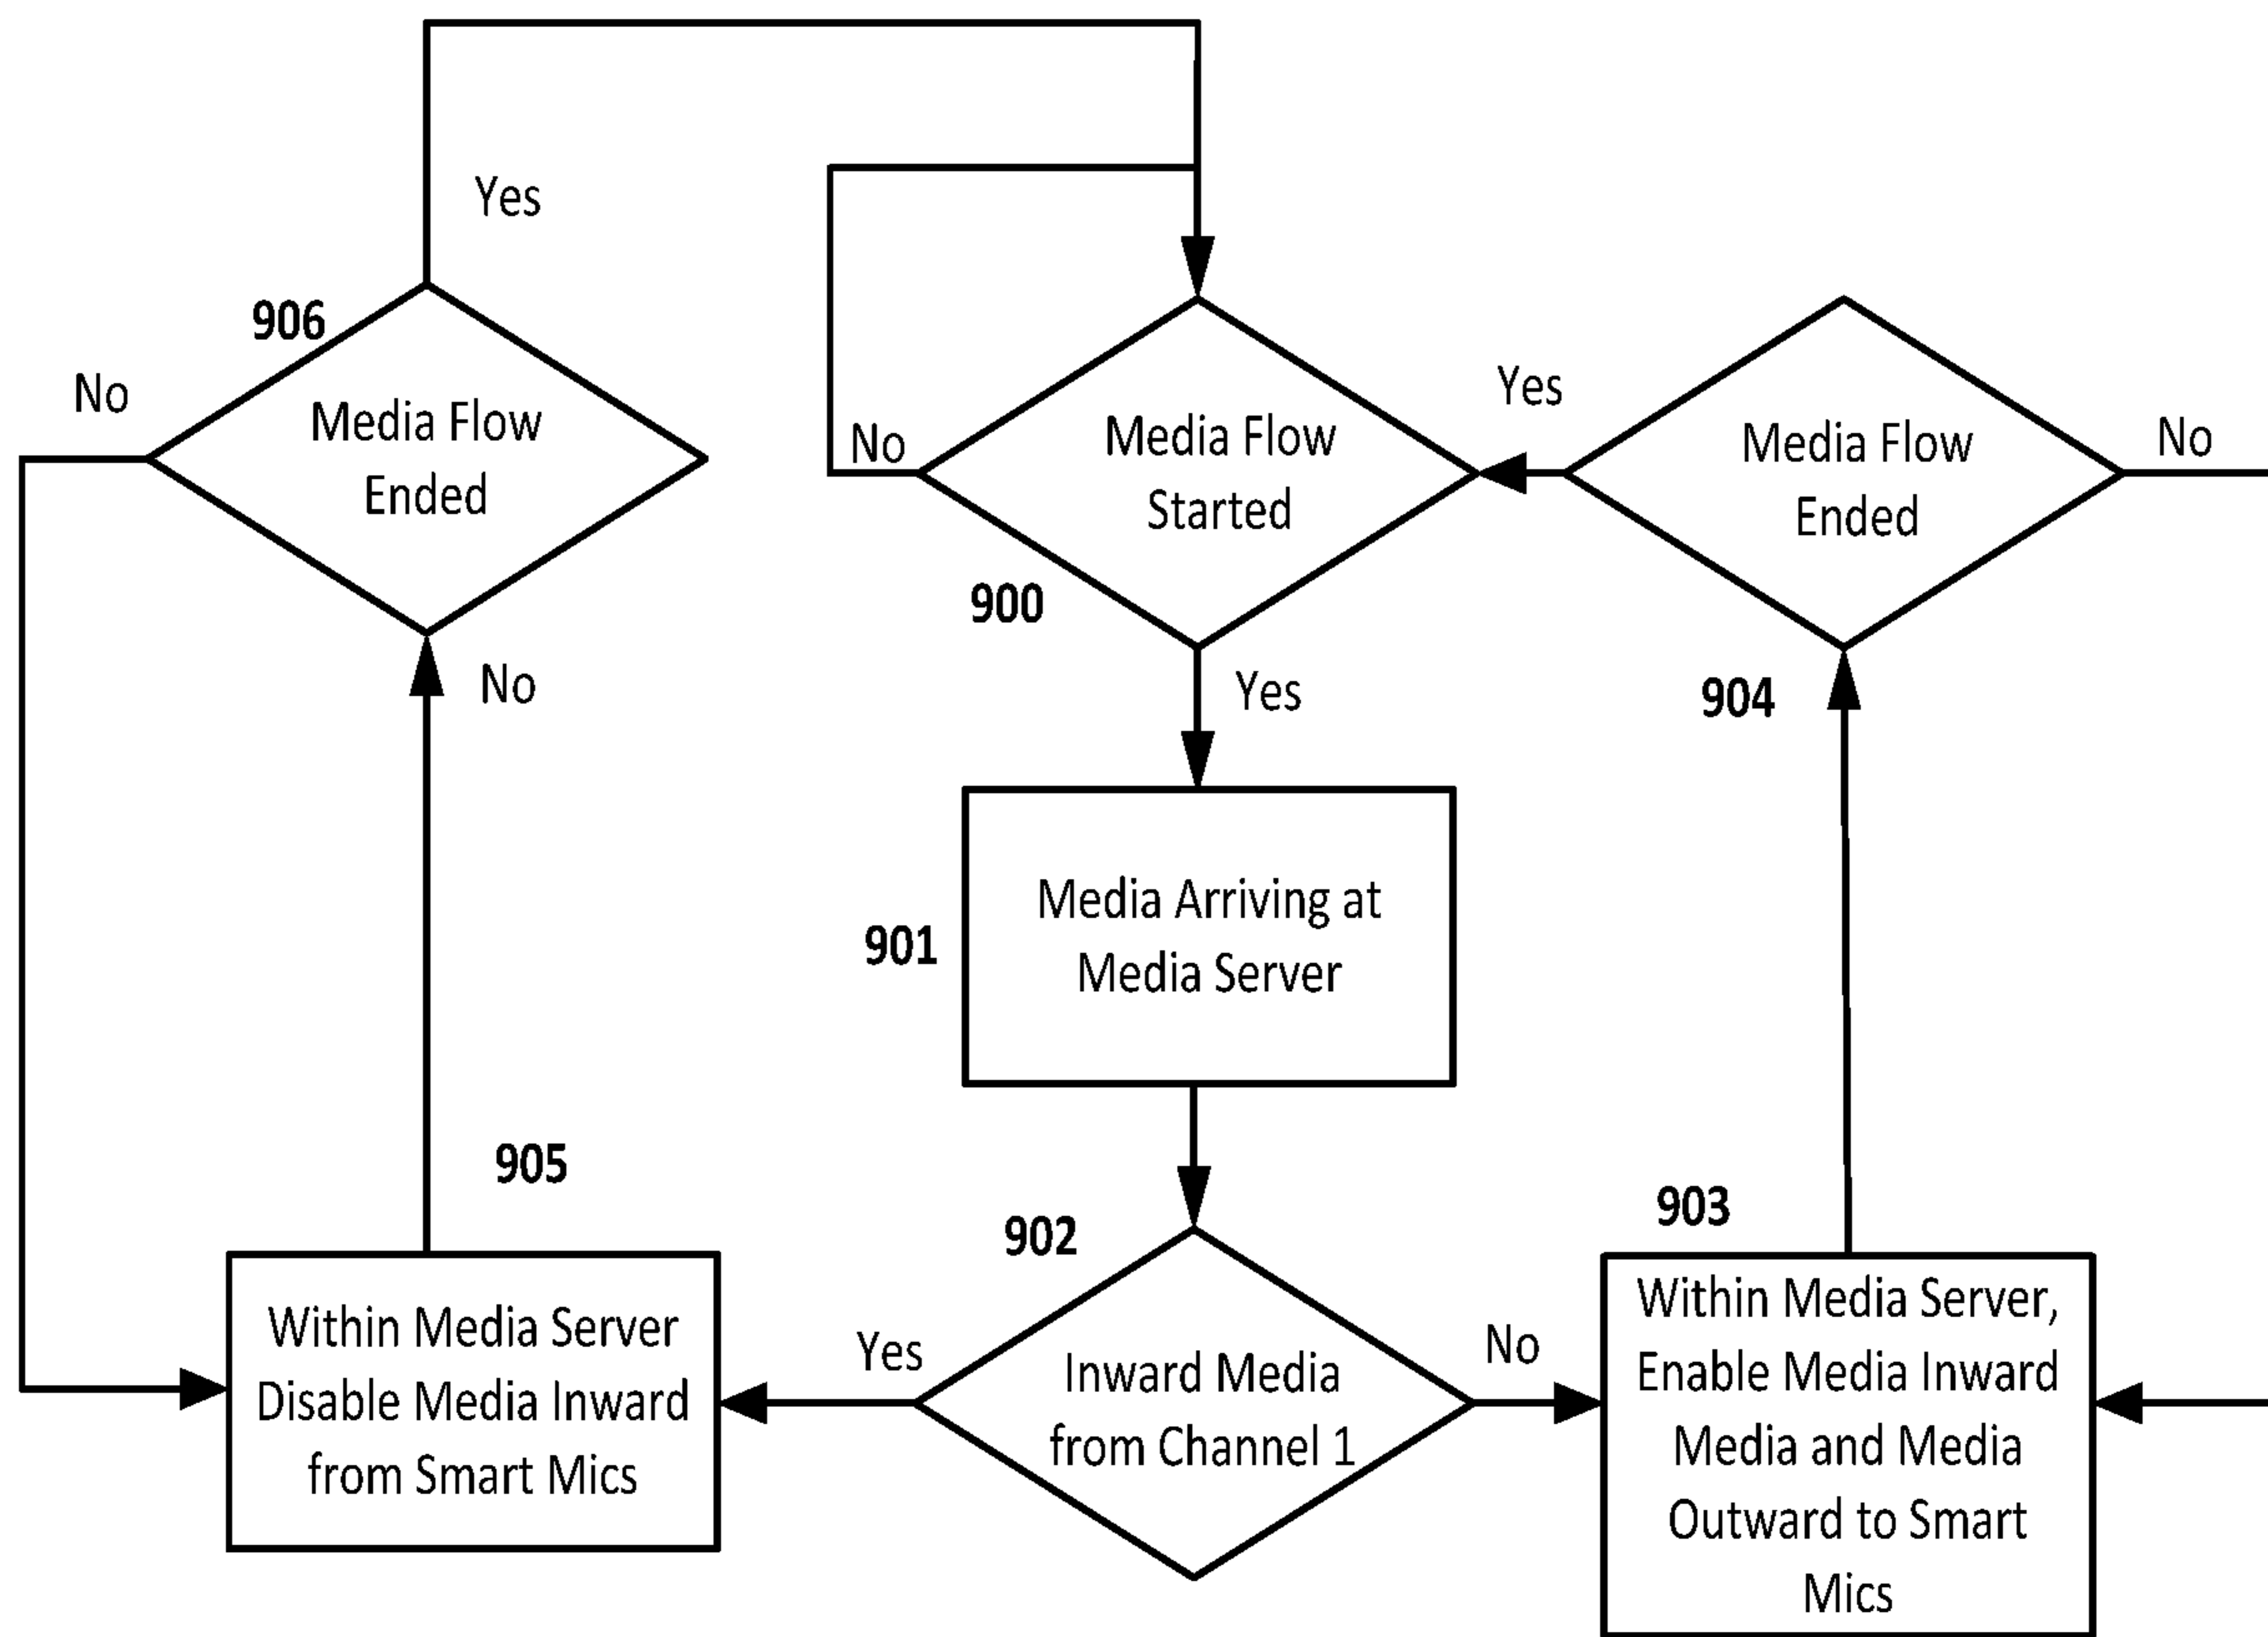 Yes
906
No
Media Flow
Ended
No
Media Flow
Started
900
Yes
Media Flow
Ended
No
904
No
Yes
901
Media Arriving at
Media Server
905
902
903
Within Media Server
Disable Media Inward
from Smart Mics
Yes
Inward Media
from Channel 1
No
Within Media Server,
Enable Media Inward
Media and Media
Outward to Smart
Mics